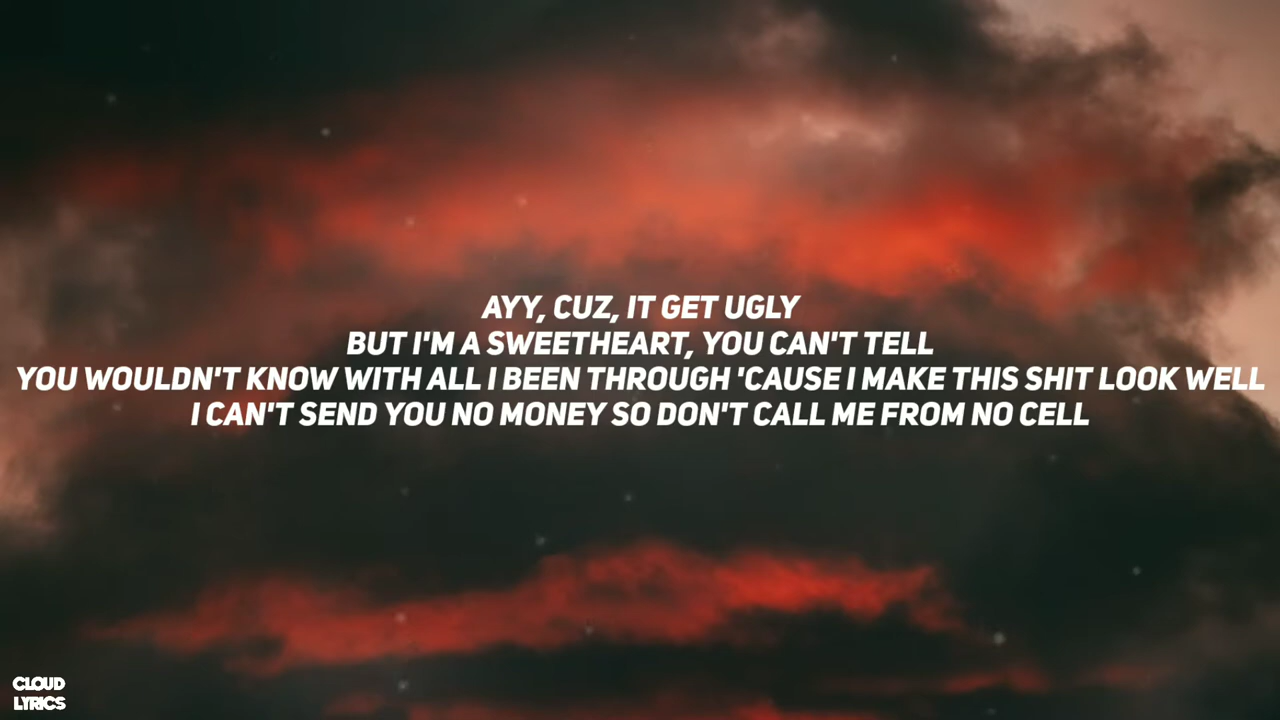 AYY, CUZ, IT GET UGLY
BUT I'M A SWEETHEART, YOU CAN'T TELL
YOU WOULDN'T KNOW WITH ALL I BEEN THROUGH 'CAUSE I MAKE THIS SHIT LOOK WELL
I CAN'T SEND YOU NO MONEY SO DON'T CALL ME FROM NO CELL
CLOUD
LYRICS